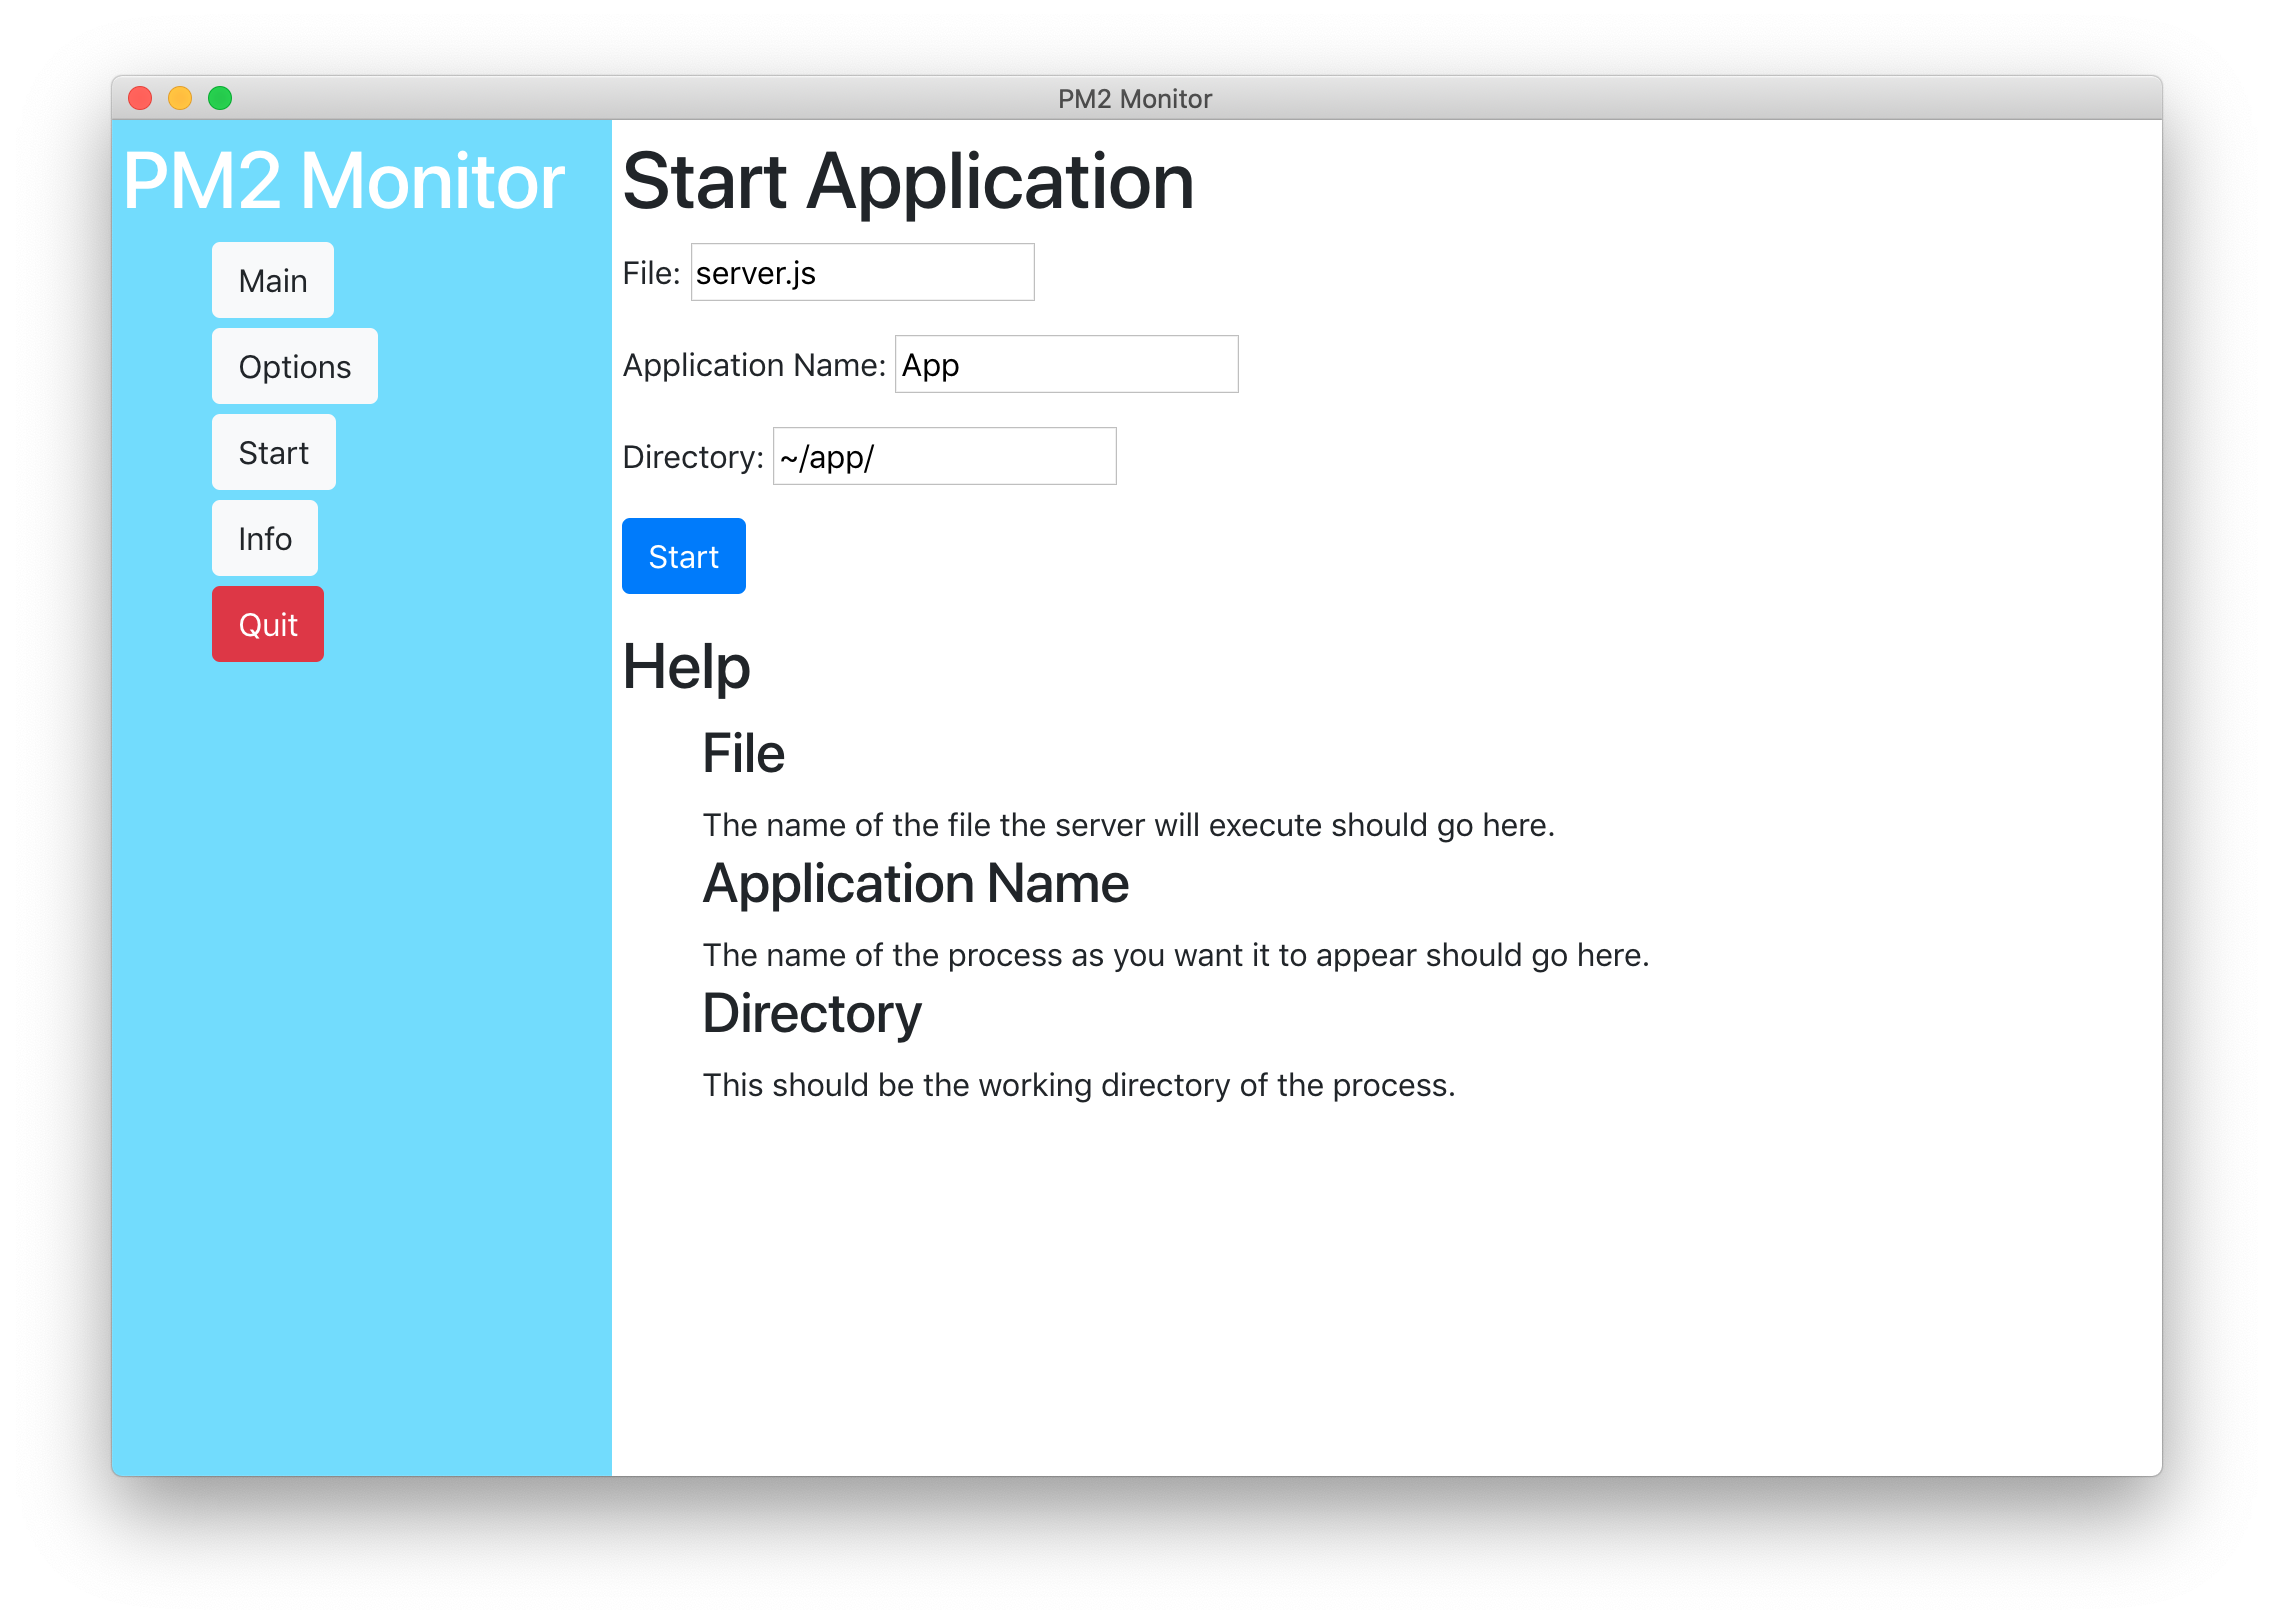 PM2 Monitor
PM2 Monitor
Main
Options
Start
Info
Quit
Start Application
File: server.js
Application Name: App
Directory: ~/app/
Start
Help
File
The name of the file the server will execute should go here.
Application Name
The name of the process as you want it to appear should go here.
Directory
This should be the working directory of the process.